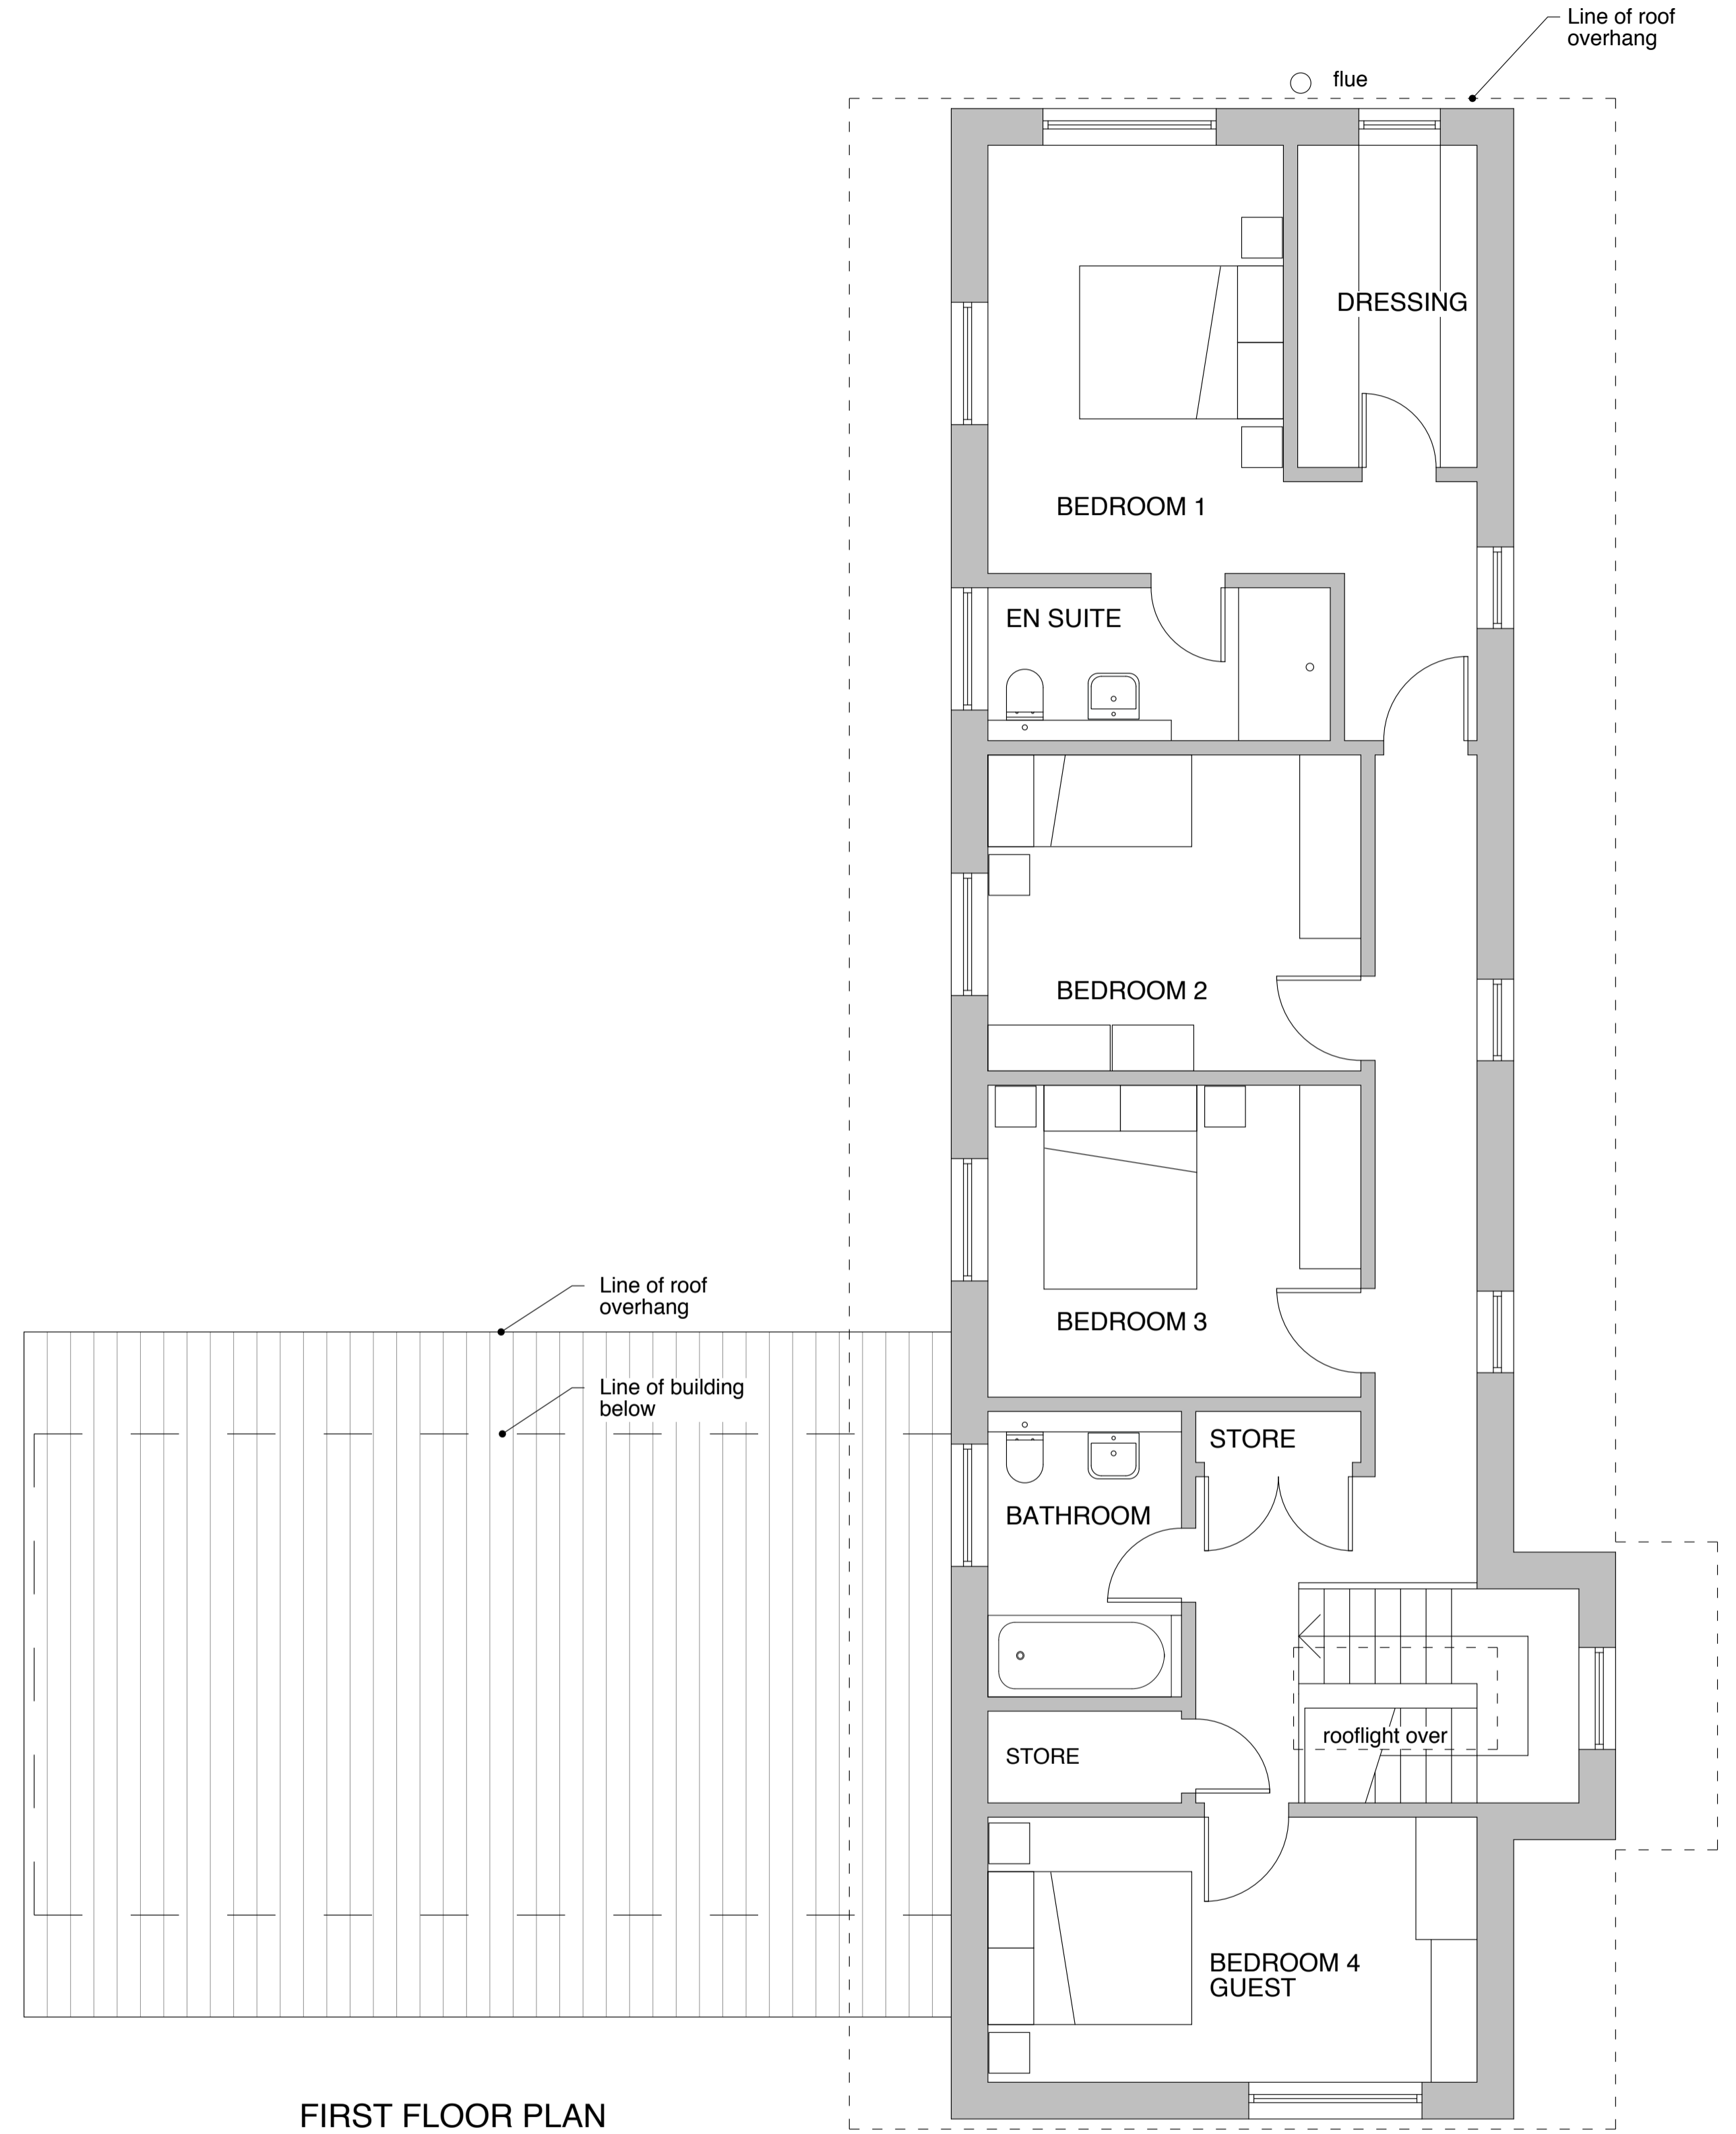 Line of roof
overhang
flue
DRESSING
BEDROOM 1
EN SUITE
BEDROOM 2
Line of roof
overhang
BEDROOM 3
Line of building
below
STORE
BATHROOM
rooflight over
STORE
BEDROOM 4
GUEST
FIRST FLOOR PLAN